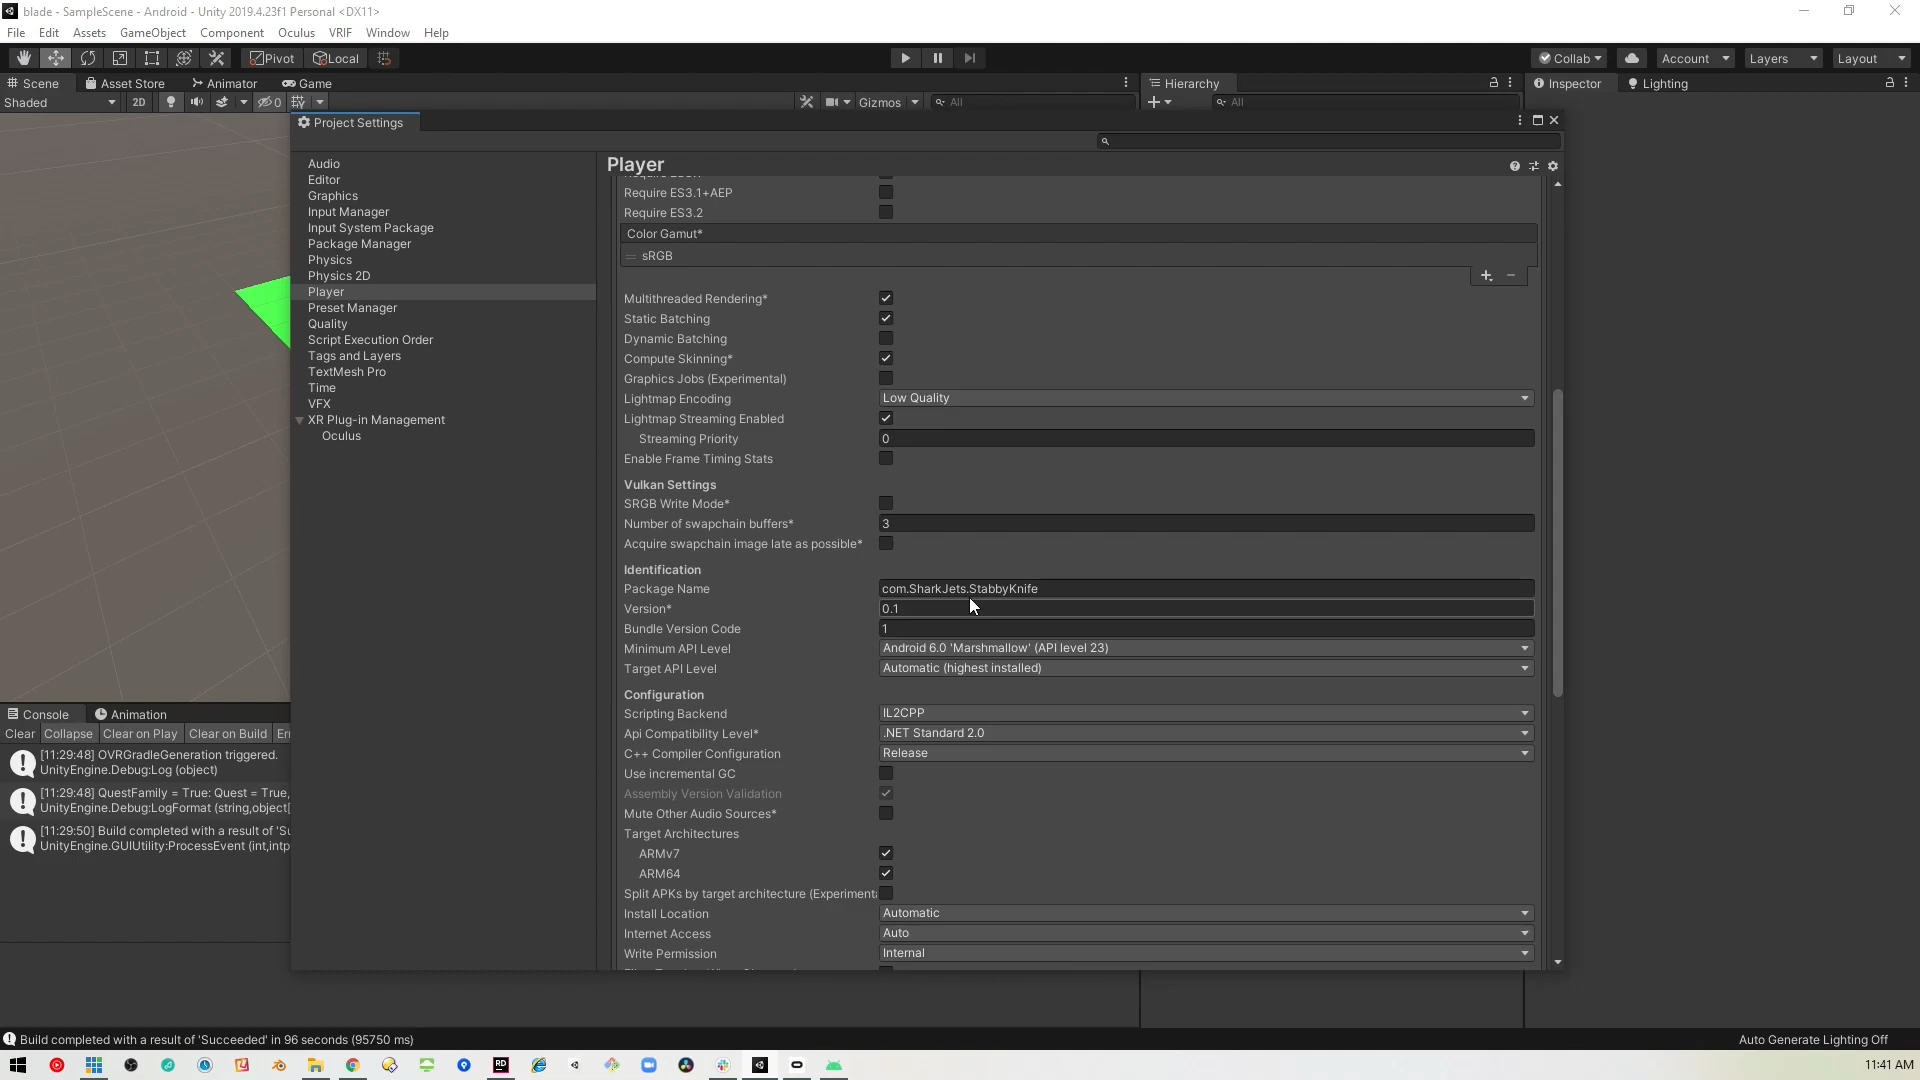 blade - SampleScene - Android - Unity 2019.4.23f1 Personal <DX11>
File Edit Assets GameObject Component Oculus VRIF Window Help
Pivot Local Collab Account Layers Layout
Scene Asset Store Animator Game Hierarchy Inspector Lighting
Shaded 2D 0 Gizmos All All
Project Settings
Audio
Editor
Graphics
Input Manager
Input System Package
Package Manager
Physics
Physics 2D
Player
Preset Manager
Quality
Script Execution Order
Tags and Layers
TextMesh Pro
Time
VFX
XR Plug-in Management
Oculus
Player
Require ES3.1+AEP
Require ES3.2
Color Gamut*
sRGB
Multithreaded Rendering*
Static Batching
Dynamic Batching
Compute Skinning*
Graphics Jobs (Experimental)
Lightmap Encoding Low Quality
Lightmap Streaming Enabled
Streaming Priority 0
Enable Frame Timing Stats
Vulkan Settings
SRGB Write Mode*
Number of swapchain buffers* 3
Acquire swapchain image late as possible*
Identification
Package Name com.SharkJets.StabbyKnife
Version* 0.1
Bundle Version Code 1
Minimum API Level Android 6.0 'Marshmallow' (API level 23)
Target API Level Automatic (highest installed)
Configuration
Scripting Backend IL2CPP
Api Compatibility Level* .NET Standard 2.0
C++ Compiler Configuration Release
Use incremental GC
Assembly Version Validation
Mute Other Audio Sources*
Target Architectures
ARMv7
ARM64
Split APKs by target architecture (Experimenta
Install Location Automatic
Internet Access Auto
Write Permission Internal
Console Animation
Clear Collapse Clear on Play Clear on Build Er
[11:29:48] OVRGradleGeneration triggered.
UnityEngine.Debug:Log (object)
[11:29:48] QuestFamily = True: Quest = True,
UnityEngine.Debug:LogFormat (string,object[
[11:29:50] Build completed with a result of 'Su
UnityEngine.GUIUtility:ProcessEvent (int,intp
Build completed with a result of 'Succeeded' in 96 seconds (95750 ms)
Auto Generate Lighting Off
11:41 AM